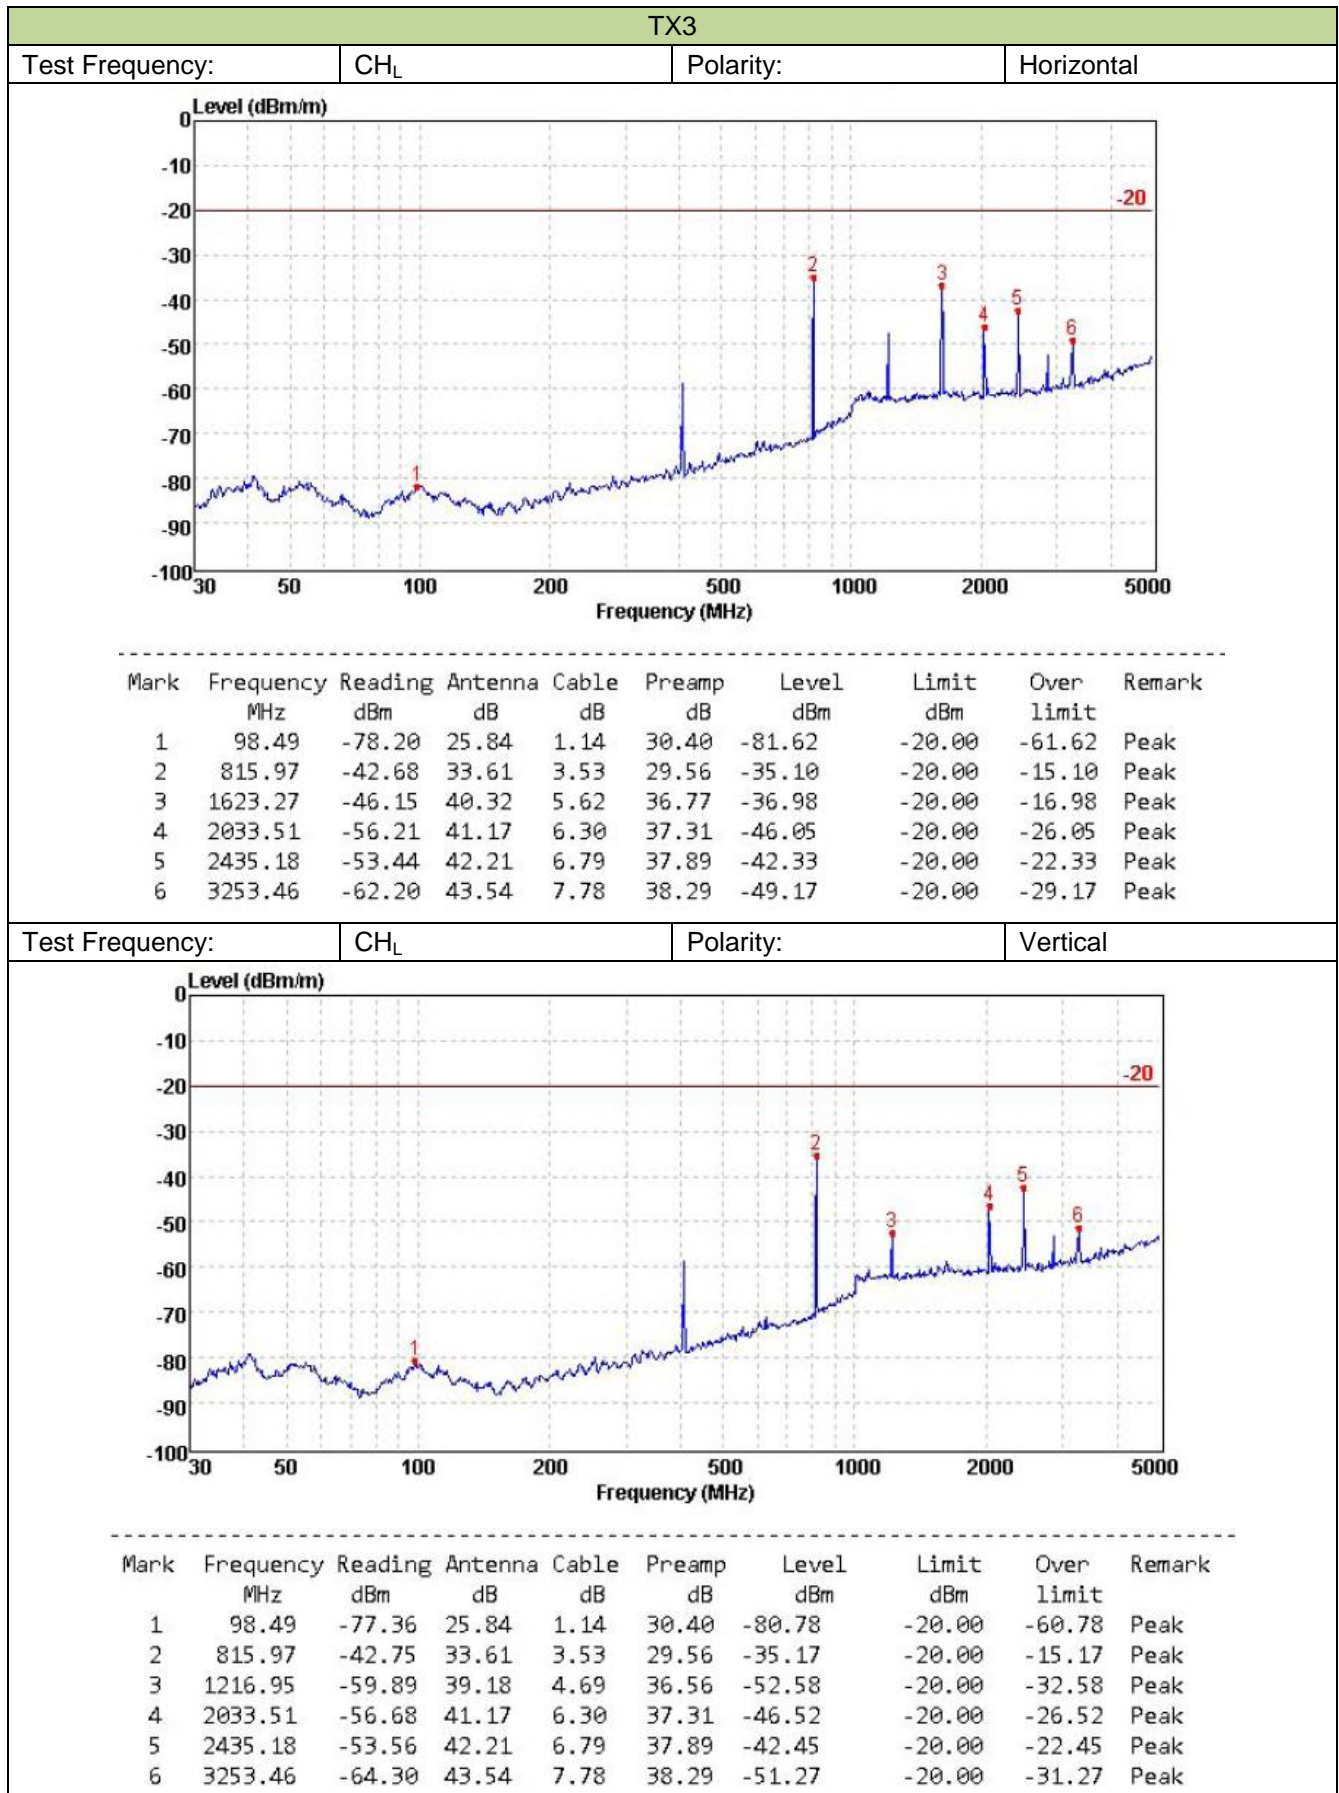 TX3
Test Frequency: CHL Polarity: Horizontal
Level (dBm/m)
0
-10
-20
-20
-30
2
3
-40
5
4
6
-50
-60
-70
1
-80
-90
-100
30 50 100 200 500 1000 2000 5000
Frequency (MHz)
Mark Frequency Reading Antenna Cable Preamp Level Limit Over Remark
MHz dBm dB dB dB dBm dBm limit
1 98.49 -78.20 25.84 1.14 30.40 -81.62 -20.00 -61.62 Peak
2 815.97 -42.68 33.61 3.53 29.56 -35.10 -20.00 -15.10 Peak
3 1623.27 -46.15 40.32 5.62 36.77 -36.98 -20.00 -16.98 Peak
4 2033.51 -56.21 41.17 6.30 37.31 -46.05 -20.00 -26.05 Peak
5 2435.18 -53.44 42.21 6.79 37.89 -42.33 -20.00 -22.33 Peak
6 3253.46 -62.20 43.54 7.78 38.29 -49.17 -20.00 -29.17 Peak
Test Frequency: CHL Polarity: Vertical
Level (dBm/m)
0
-10
-20
-20
-30
2
-40
5
4
3
6
-50
-60
-70
1
-80
-90
-100
30 50 100 200 500 1000 2000 5000
Frequency (MHz)
Mark Frequency Reading Antenna Cable Preamp Level Limit Over Remark
MHz dBm dB dB dB dBm dBm limit
1 98.49 -77.36 25.84 1.14 30.40 -80.78 -20.00 -60.78 Peak
2 815.97 -42.75 33.61 3.53 29.56 -35.17 -20.00 -15.17 Peak
3 1216.95 -59.89 39.18 4.69 36.56 -52.58 -20.00 -32.58 Peak
4 2033.51 -56.68 41.17 6.30 37.31 -46.52 -20.00 -26.52 Peak
5 2435.18 -53.56 42.21 6.79 37.89 -42.45 -20.00 -22.45 Peak
6 3253.46 -64.30 43.54 7.78 38.29 -51.27 -20.00 -31.27 Peak